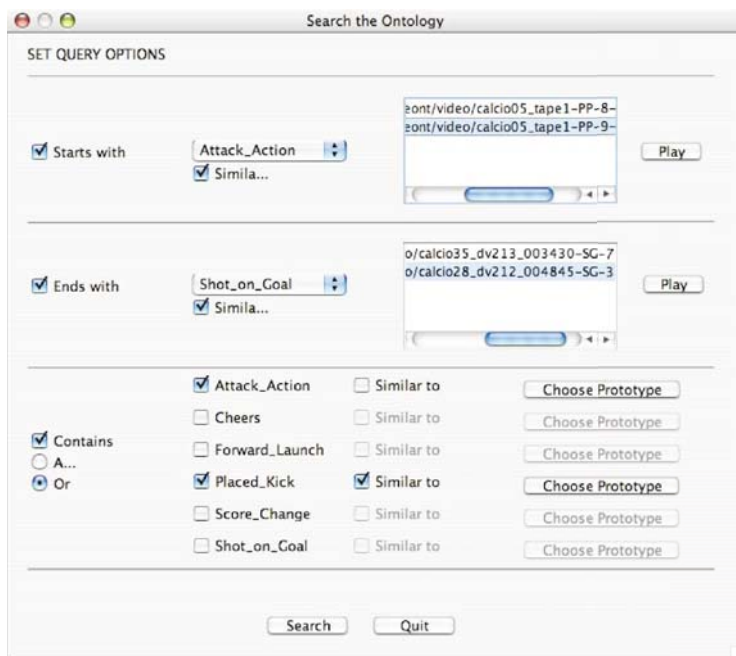 Search the Ontology
SET QUERY OPTIONS
eont/video/calcio05_tape1-PP-8-
Starts with Attack_Action eont/video/calcio05_tape1-PP-9- Play
Simila...
o/calcio35_dv213_003430-SG-7
Ends with Shot_on_Goal o/calcio28_dv212_004845-SG-3 Play
Simila...
Attack_Action Similar to Choose Prototype
Cheers Similar to Choose Prototype
Contains
Forward_Launch Similar to Choose Prototype
A...
Or Placed_Kick Similar to Choose Prototype
Score_Change Similar to Choose Prototype
Shot_on_Goal Similar to Choose Prototype
Search Quit